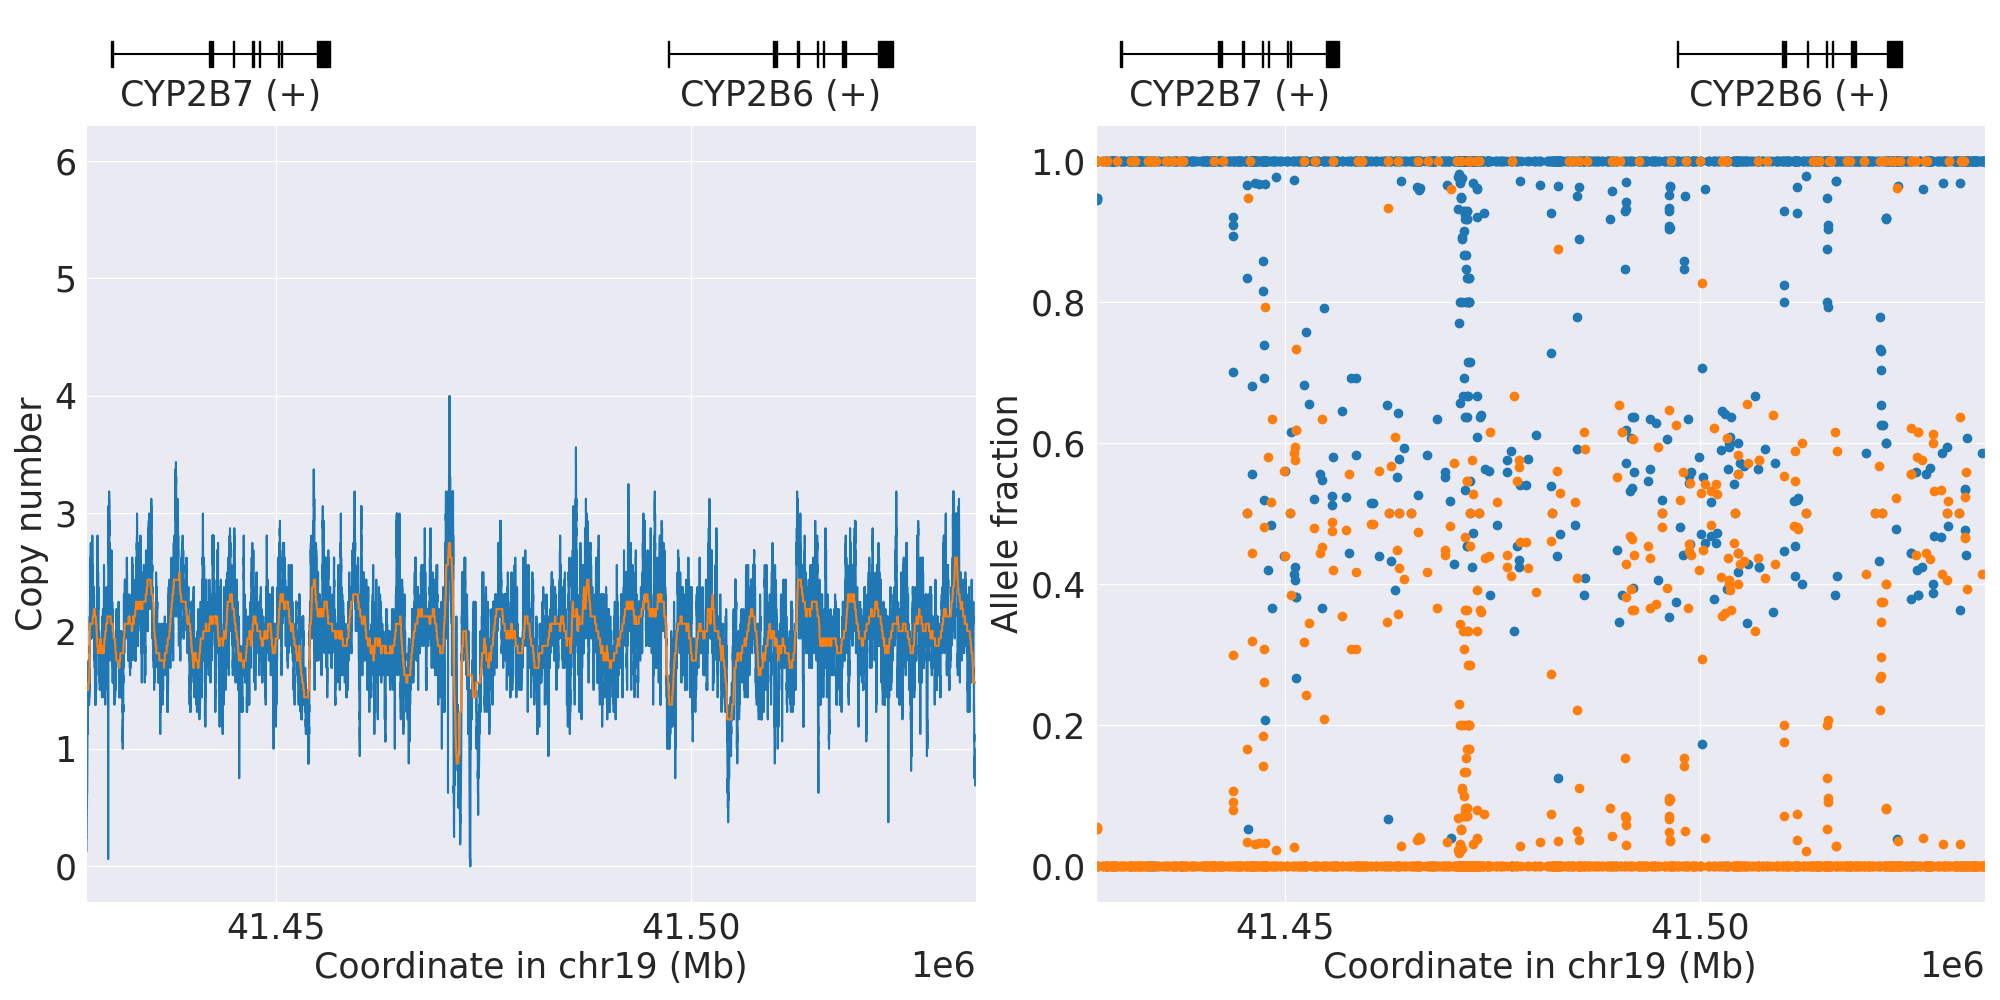 CYP2B7 (+)
CYP2B6 (+)
Copy number
6
5
4
3
2
1
0
41.45
41.50
Coordinate in chr19 (Mb)
1e6
CYP2B7 (+)
CYP2B6 (+)
Allele fraction
1.0
0.8
0.6
0.4
0.2
0.0
41.45
41.50
Coordinate in chr19 (Mb)
1e6